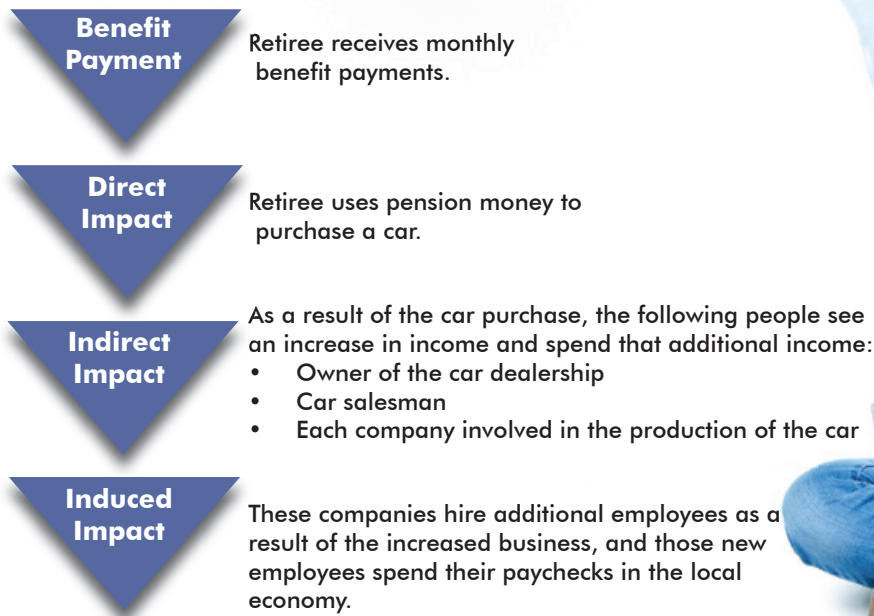 Benefit
Payment
Retiree receives monthly
benefit payments.
Direct
Impact
Retiree uses pension money to
purchase a car.
Indirect
Impact
As a result of the car purchase, the following people see
an increase in income and spend that additional income:
• Owner of the car dealership
• Car salesman
• Each company involved in the production of the car
Induced
Impact
These companies hire additional employees as a
result of the increased business, and those new
employees spend their paychecks in the local
economy.